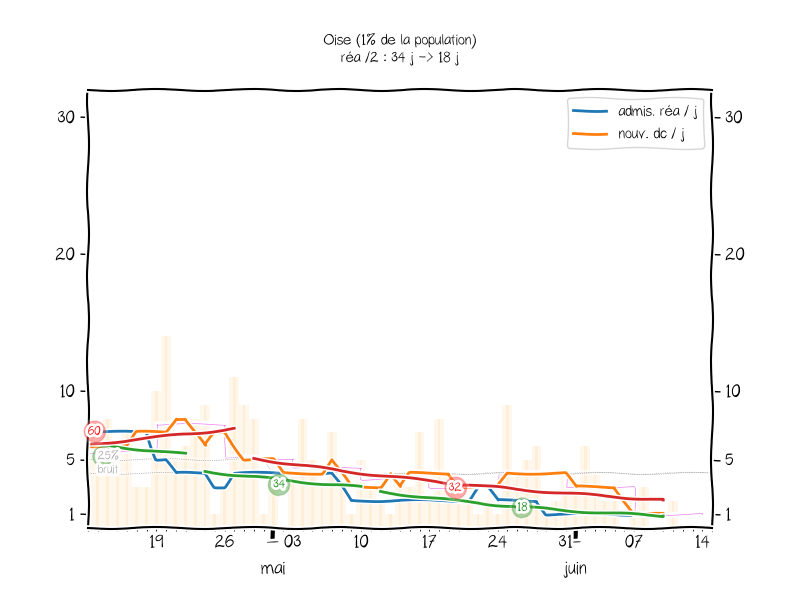 Oise (1% de la population)
réa /2 : 34 j -> 18 j
30
30
admis. réa / j
nouv. dc / j
20
20
10
10
60
25%
bruit
5
5
34
32
18
1
1
19 26 03 10 17 24 31 07 14
mai juin